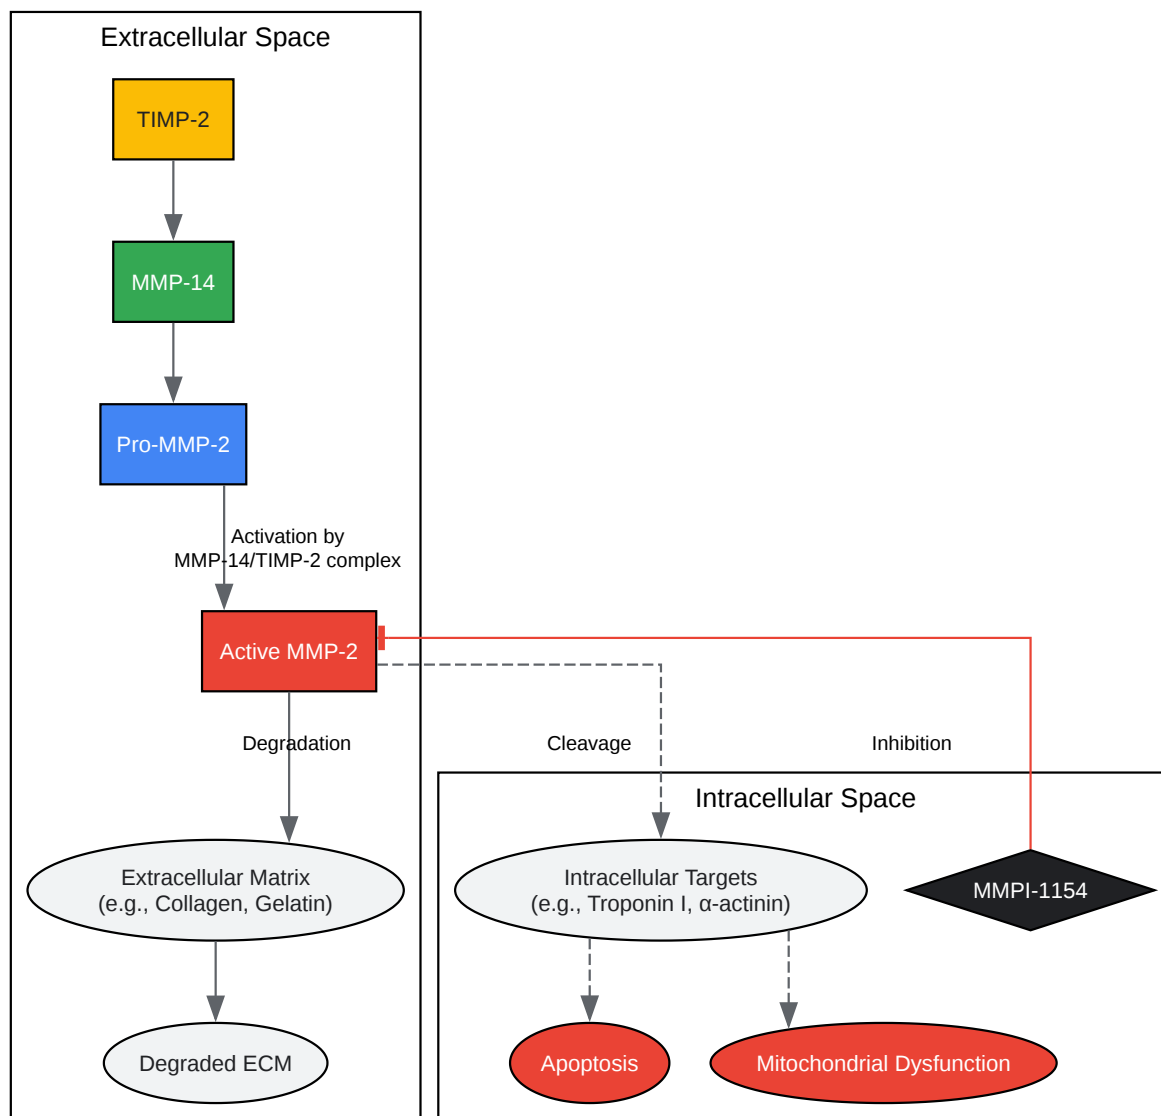 Extracellular Space
TIMP-2
MMP-14
Pro-MMP-2
Activation by
MMP-14/TIMP-2 complex
Active MMP-2
Degradation
Cleavage
Inhibition
Intracellular Space
Extracellular Matrix
(e.g., Collagen, Gelatin)
Intracellular Targets
(e.g., Troponin I, α-actinin)
MMPI-1154
Degraded ECM
Apoptosis
Mitochondrial Dysfunction